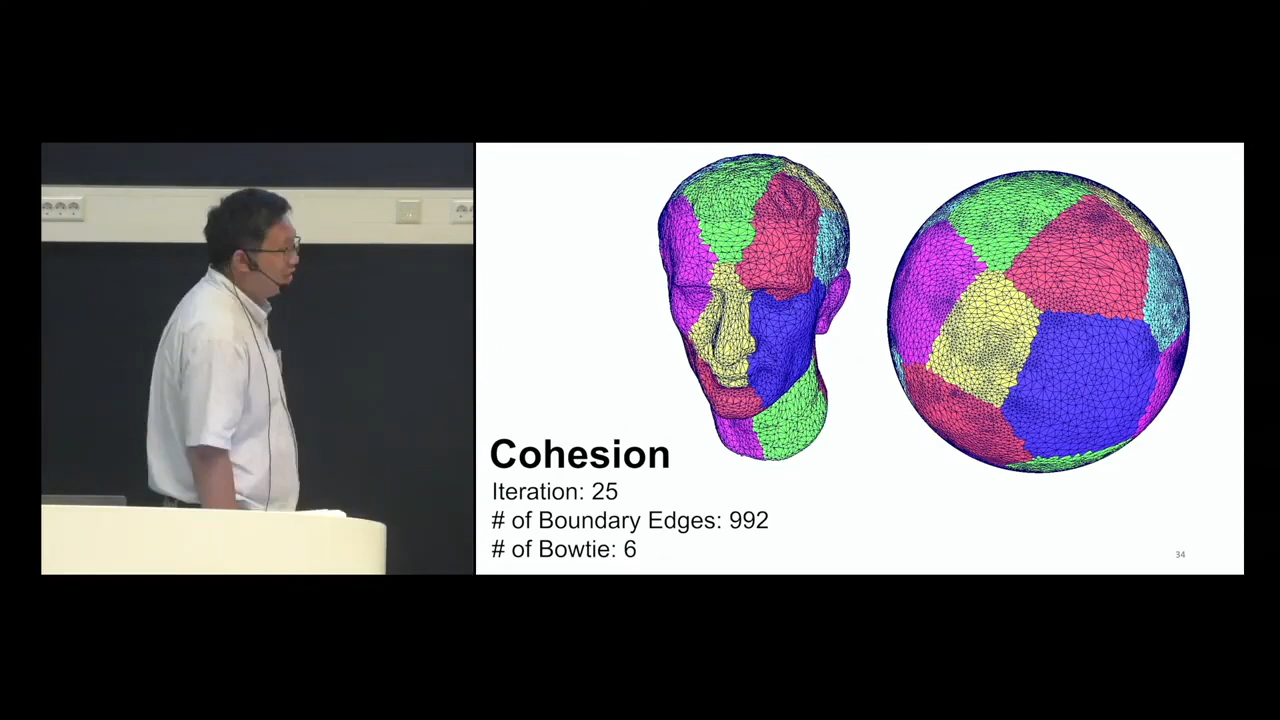 Cohesion
Iteration: 25
# of Boundary Edges: 992
# of Bowtie: 6
34